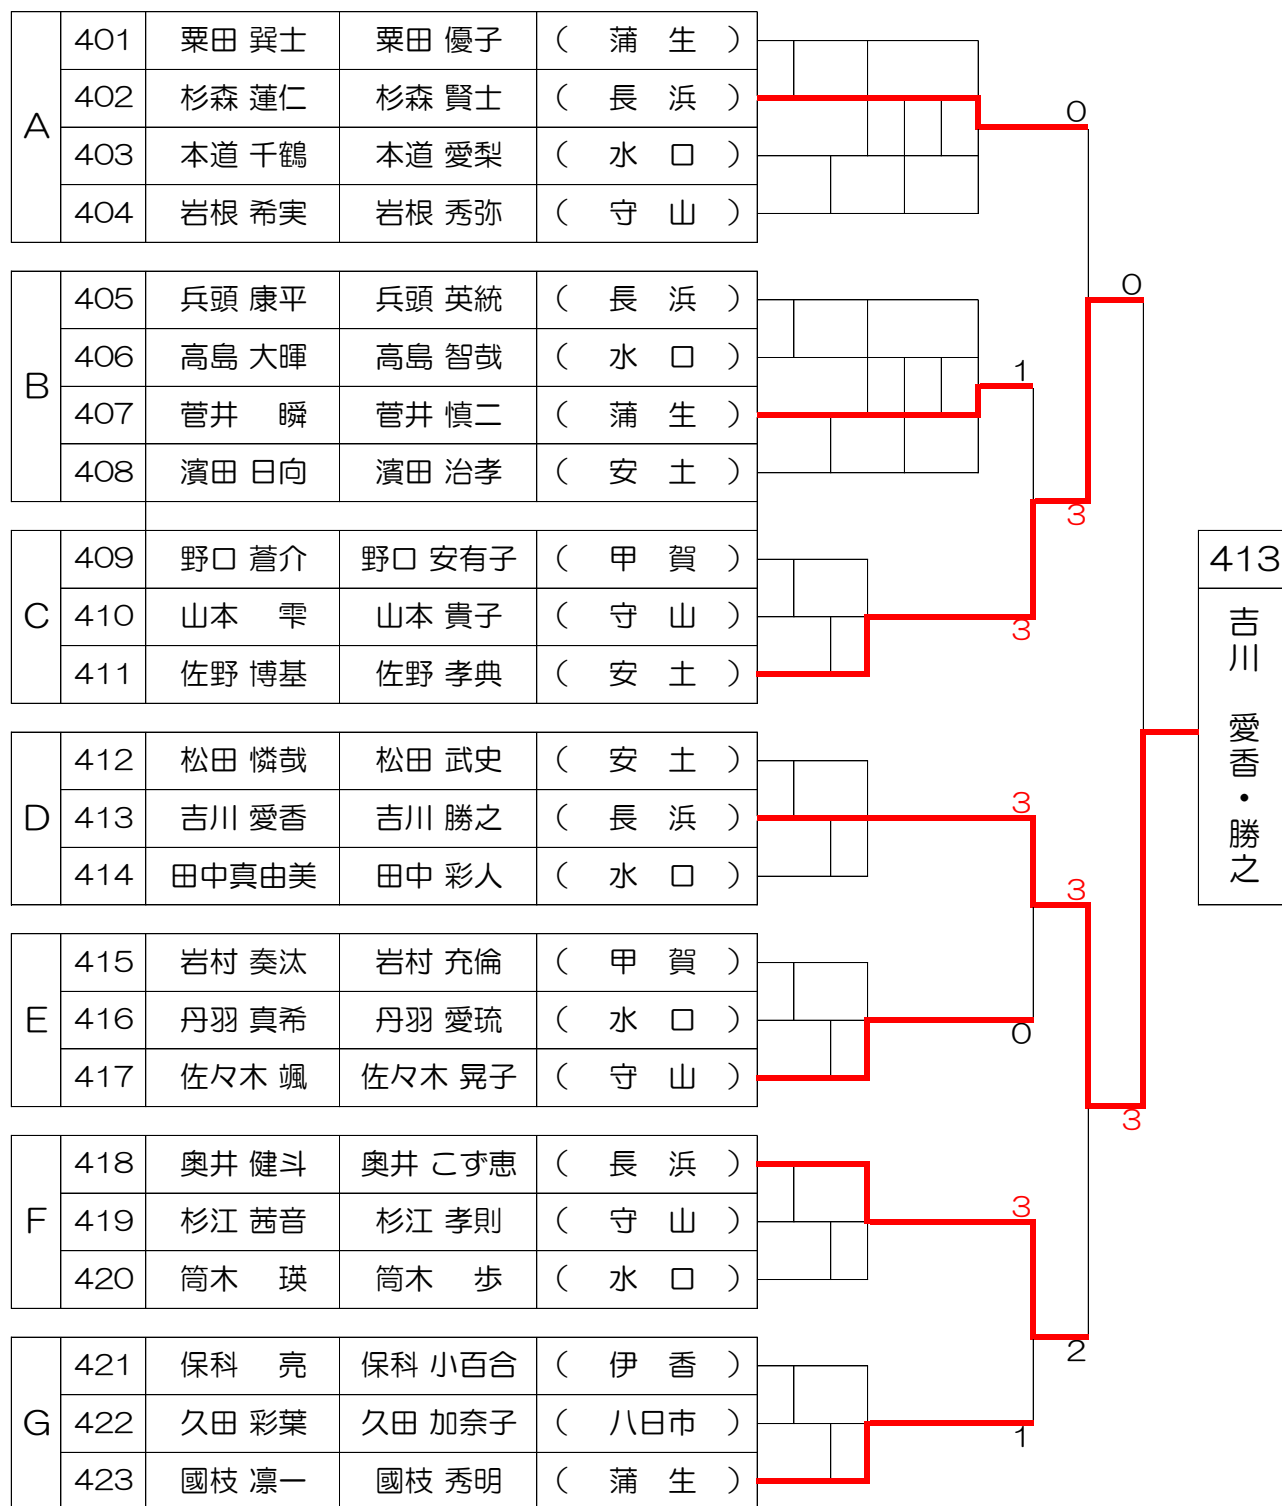 A
401 粟田 巽士 粟田 優子 （ 蒲 生 ）
402 杉森 蓮仁 杉森 賢士 （ 長 浜 ）
403 本道 千鶴 本道 愛梨 （ 水 口 ）
404 岩根 希実 岩根 秀弥 （ 守 山 ）
0
B
405 兵頭 康平 兵頭 英統 （ 長 浜 ）
406 高島 大暉 高島 智哉 （ 水 口 ）
407 菅井 瞬 菅井 慎二 （ 蒲 生 ）
408 濱田 日向 濱田 治孝 （ 安 土 ）
0
1
3
C
409 野口 蒼介 野口 安有子 （ 甲 賀 ）
410 山本 雫 山本 貴子 （ 守 山 ）
411 佐野 博基 佐野 孝典 （ 安 土 ）
3
413
吉川 愛香・勝之
D
412 松田 憐哉 松田 武史 （ 安 土 ）
413 吉川 愛香 吉川 勝之 （ 長 浜 ）
414 田中真由美 田中 彩人 （ 水 口 ）
3
3
E
415 岩村 奏汰 岩村 充倫 （ 甲 賀 ）
416 丹羽 真希 丹羽 愛琉 （ 水 口 ）
417 佐々木 颯 佐々木 晃子 （ 守 山 ）
0
3
F
418 奥井 健斗 奥井 こず恵 （ 長 浜 ）
419 杉江 茜音 杉江 孝則 （ 守 山 ）
420 筒木 瑛 筒木 歩 （ 水 口 ）
3
2
G
421 保科 亮 保科 小百合 （ 伊 香 ）
422 久田 彩葉 久田 加奈子 （ 八日市 ）
423 國枝 凛一 國枝 秀明 （ 蒲 生 ）
1